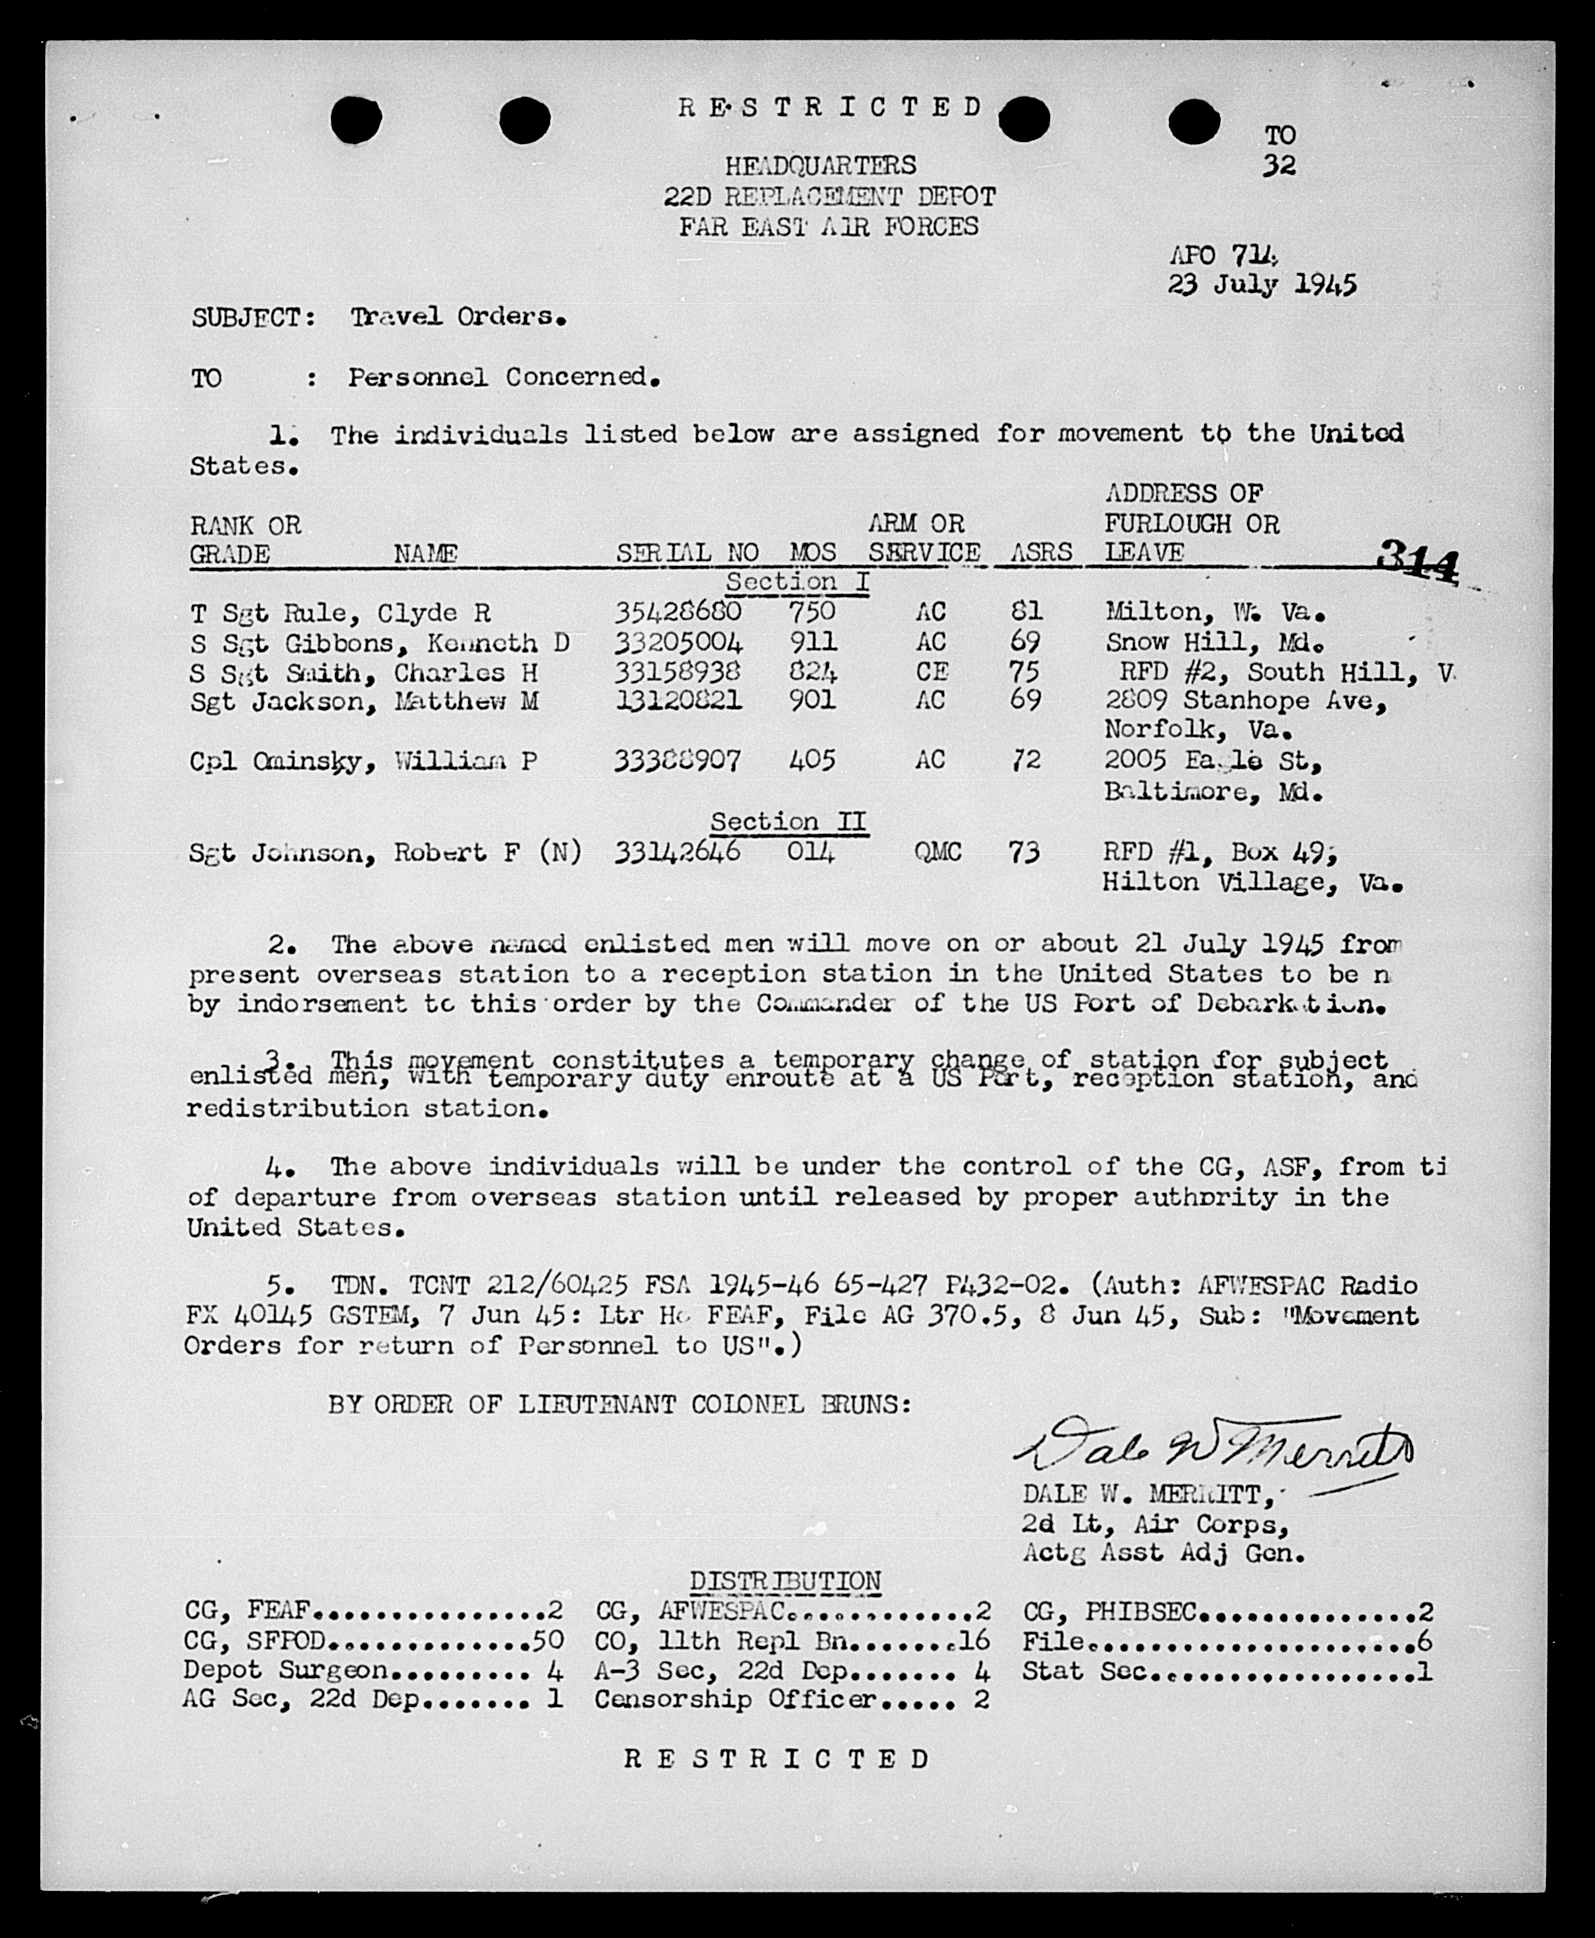 RESTRICTED
TO
32
HEADQUARTERS
22D REPLACEMENT DEPOT
FAR EAST AIR FORCES
APO 714
23 July 1945
SUBJECT: Travel Orders.
TO : Personnel Concerned.
1. The individuals listed below are assigned for movement to the United
States.
ADDRESS OF
RANK OR ARM OR FURLOUGH OR
GRADE NAME SERIAL NO MOS SERVICE ASRS LEAVE 314
Section I
T Sgt Rule, Clyde R 35428680 750 AC 81 Milton, W. Va.
S Sgt Gibbons, Kenneth D 33205004 911 AC 69 Snow Hill, Md.
S Sgt Smith, Charles H 33158938 824 CE 75 RFD #2, South Hill, V
Sgt Jackson, Matthew M 13120821 901 AC 69 2809 Stanhope Ave,
Norfolk, Va.
Cpl Ominsky, William P 33388907 405 AC 72 2005 Eagle St,
Baltimore, Md.
Section II
Sgt Johnson, Robert F (N) 33142646 014 QMC 73 RFD #1, Box 49,
Hilton Village, Va.
2. The above named enlisted men will move on or about 21 July 1945 from
present overseas station to a reception station in the United States to be n
by indorsement to this order by the Commander of the US Port of Debarkation.
3. This movement constitutes a temporary change of station for subject
enlisted men, with temporary duty enroute at a US Port, reception station, and
redistribution station.
4. The above individuals will be under the control of the CG, ASF, from ti
of departure from overseas station until released by proper authority in the
United States.
5. TDN. TCNT 212/60425 FSA 1945-46 65-427 P432-02. (Auth: AFWESPAC Radio
FX 40145 GSTEM, 7 Jun 45: Ltr Hq FEAF, File AG 370.5, 8 Jun 45, Sub: "Movement
Orders for return of Personnel to US".)
BY ORDER OF LIEUTENANT COLONEL BRUNS:
Dale W Merritt
DALE W. MERRITT,
2d Lt, Air Corps,
Actg Asst Adj Gen.
DISTRIBUTION
CG, FEAF...............2 CG, AFWESPAC............2 CG, PHIBSEC..............2
CG, SFPOD.............50 CO, 11th Repl Bn.......16 File.....................6
Depot Surgeon......... 4 A-3 Sec, 22d Dep....... 4 Stat Sec.................1
AG Sec, 22d Dep....... 1 Censorship Officer..... 2
RESTRICTED